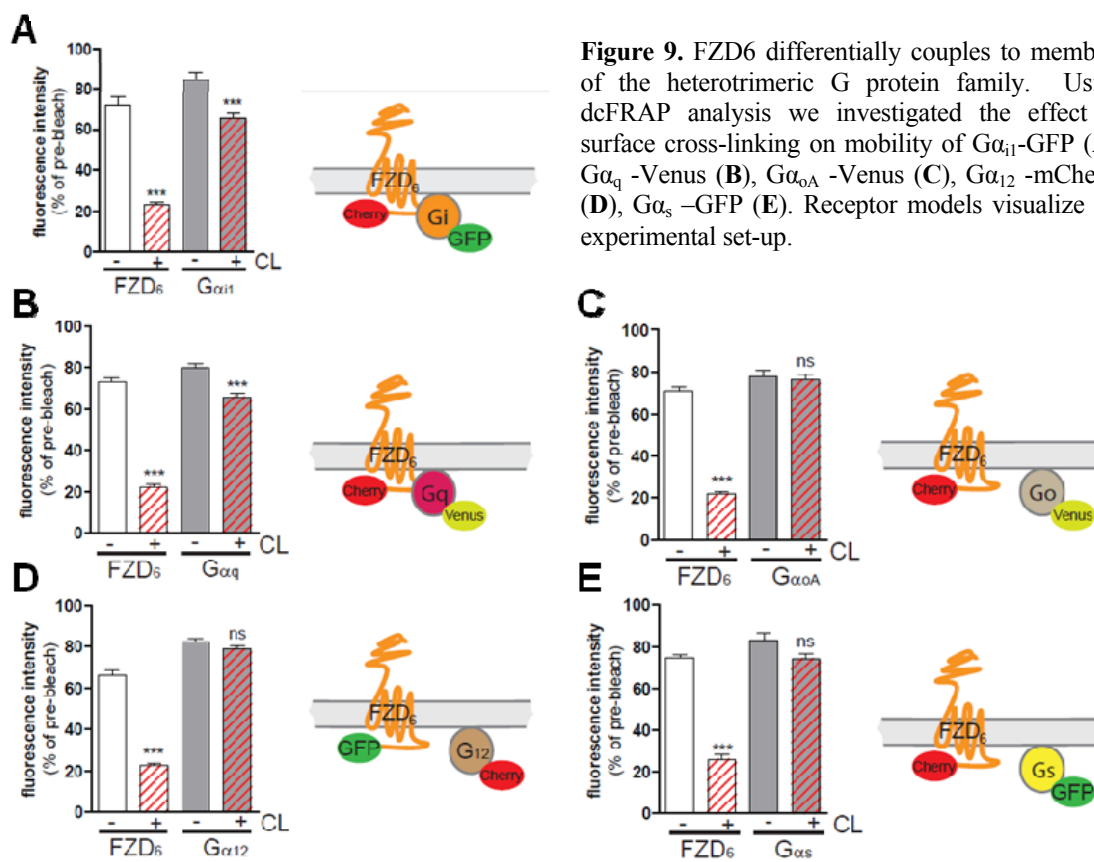 A
Figure 9. FZD6 differentially couples to memb
of the heterotrimeric G protein family. Usi
dcFRAP analysis we investigated the effect
surface cross-linking on mobility of Gαi1-GFP (
Gαq -Venus (B), GαoA -Venus (C), Gα12 -mChe
(D), Gαs –GFP (E). Receptor models visualize
experimental set-up.
fluorescence intensity
(% of pre-bleach)
100
80
60
40
20
0
***
***
- + - + CL
FZD6 Gαi1
FZD6
Cherry
Gi
GFP
B
fluorescence intensity
(% of pre-bleach)
100
80
60
40
20
0
***
***
- + - + CL
FZD6 Gαq
FZD6
Cherry
Gq
Venus
C
fluorescence intensity
(% of pre-bleach)
100
80
60
40
20
0
***
ns
- + - + CL
FZD6 GαoA
FZD6
Cherry
Go
Venus
D
fluorescence intensity
(% of pre-bleach)
100
80
60
40
20
0
***
ns
- + - + CL
FZD6 Gα12
FZD6
GFP
G12
Cherry
E
fluorescence intensity
(% of pre-bleach)
100
80
60
40
20
0
***
ns
- + - + CL
FZD6 Gαs
FZD6
Cherry
Gs
GFP